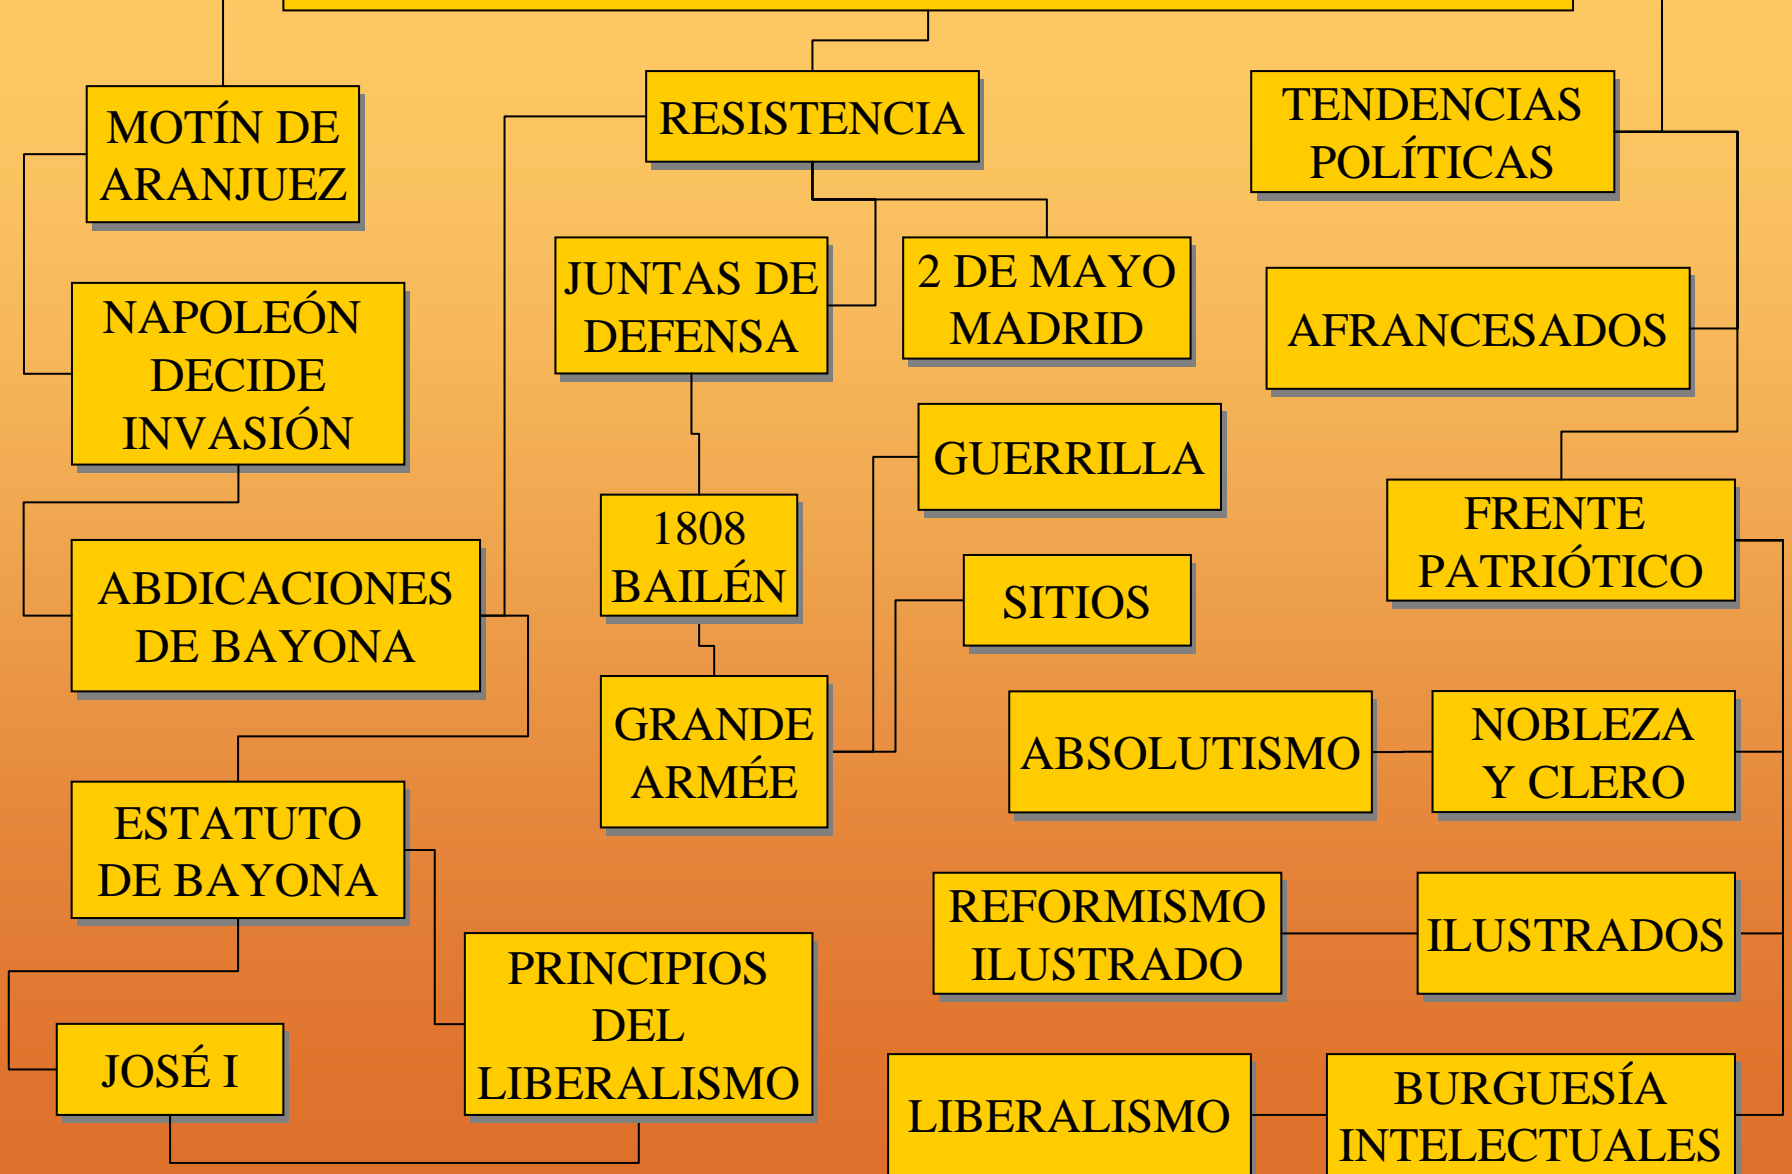 MOTÍN DE
ARANJUEZ
NAPOLEÓN
DECIDE
INVASIÓN
ABDICACIONES
DE BAYONA
ESTATUTO
DE BAYONA
JOSÉ I
PRINCIPIOS
DEL
LIBERALISMO
RESISTENCIA
JUNTAS DE
DEFENSA
2 DE MAYO
MADRID
1808
BAILÉN
GRANDE
ARMÉE
GUERRILLA
SITIOS
TENDENCIAS
POLÍTICAS
AFRANCESADOS
FRENTE
PATRIÓTICO
ABSOLUTISMO
NOBLEZA
Y CLERO
REFORMISMO
ILUSTRADO
ILUSTRADOS
LIBERALISMO
BURGUESÍA
INTELECTUALES